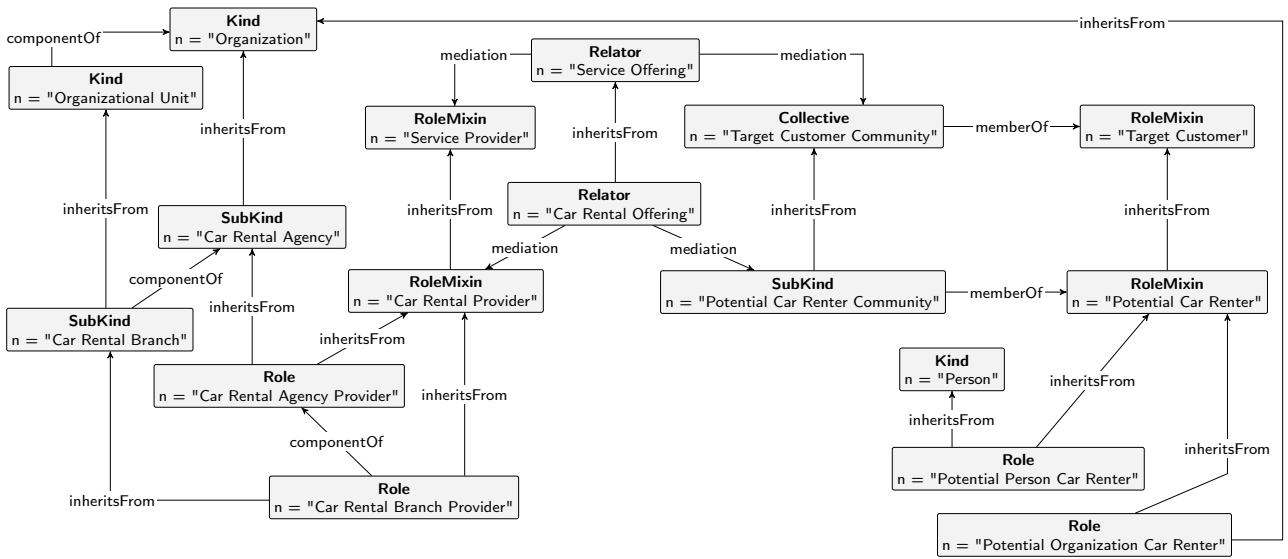 Kind
n = "Organization"
inheritsFrom
componentOf
Kind
n = "Organizational Unit"
Relator
n = "Service Offering"
mediation
mediation
RoleMixin
n = "Service Provider"
inheritsFrom
inheritsFrom
Collective
n = "Target Customer Community"
memberOf
RoleMixin
n = "Target Customer"
Relator
n = "Car Rental Offering"
inheritsFrom
SubKind
n = "Car Rental Agency"
inheritsFrom
inheritsFrom
inheritsFrom
mediation
mediation
componentOf
RoleMixin
n = "Car Rental Provider"
SubKind
n = "Potential Car Renter Community"
memberOf
RoleMixin
n = "Potential Car Renter"
inheritsFrom
SubKind
n = "Car Rental Branch"
inheritsFrom
Role
n = "Car Rental Agency Provider"
inheritsFrom
Kind
n = "Person"
inheritsFrom
inheritsFrom
componentOf
inheritsFrom
Role
n = "Potential Person Car Renter"
Role
n = "Car Rental Branch Provider"
inheritsFrom
Role
n = "Potential Organization Car Renter"